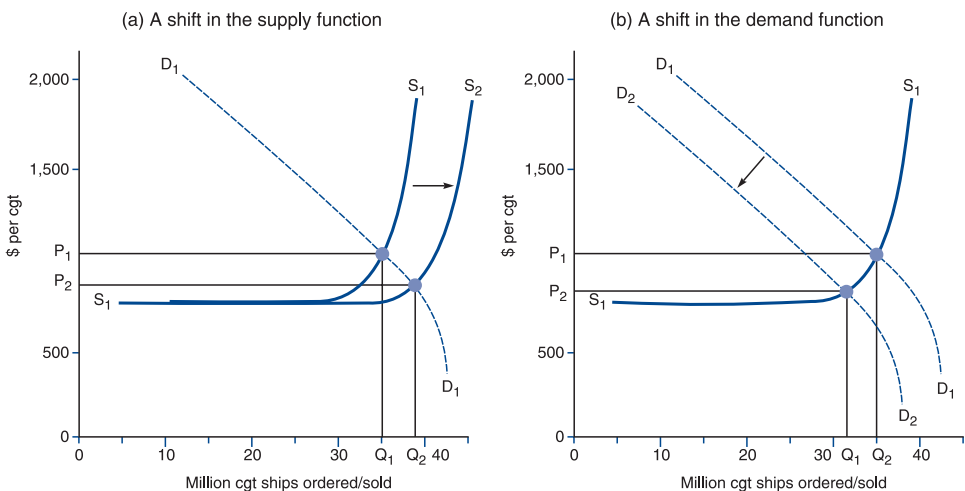 (a) A shift in the supply function
$ per cgt
2,000
1,500
P1
P2
500
0
D1
S1
S2
S1
D1
0
10
20
30
Q1
Q2
40
Million cgt ships ordered/sold
(b) A shift in the demand function
$ per cgt
2,000
1,500
P1
P2
500
0
D1
D2
S1
S1
D1
D2
0
10
20
30
Q1
Q2
40
Million cgt ships ordered/sold